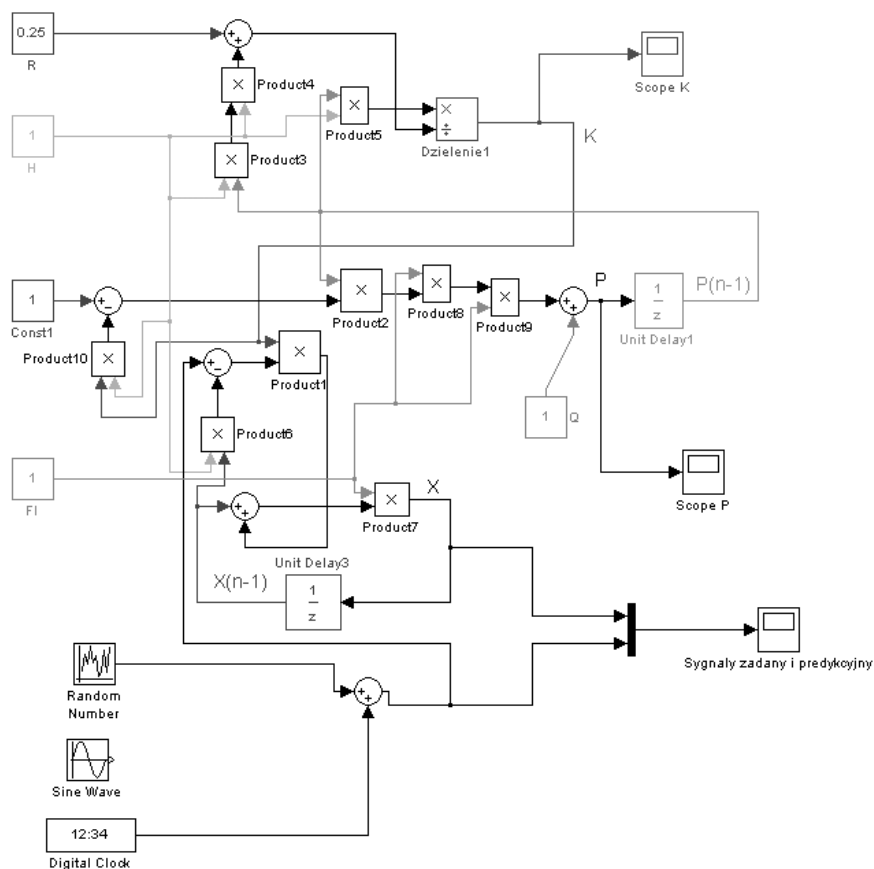 0.25
R
Product4
Scope K
1
H
Product5
Dzielenie1
K
Product3
1
Const1
Product2
Product8
Product9
P
1
z
P(n-1)
Unit Delay1
Product10
Product1
Product6
1
Q
1
FI
X
Product7
Scope P
Unit Delay3
X(n-1)
1
z
Random
Number
Sygnaly zadany i predykcyjny
Sine Wave
12:34
Digital Clock